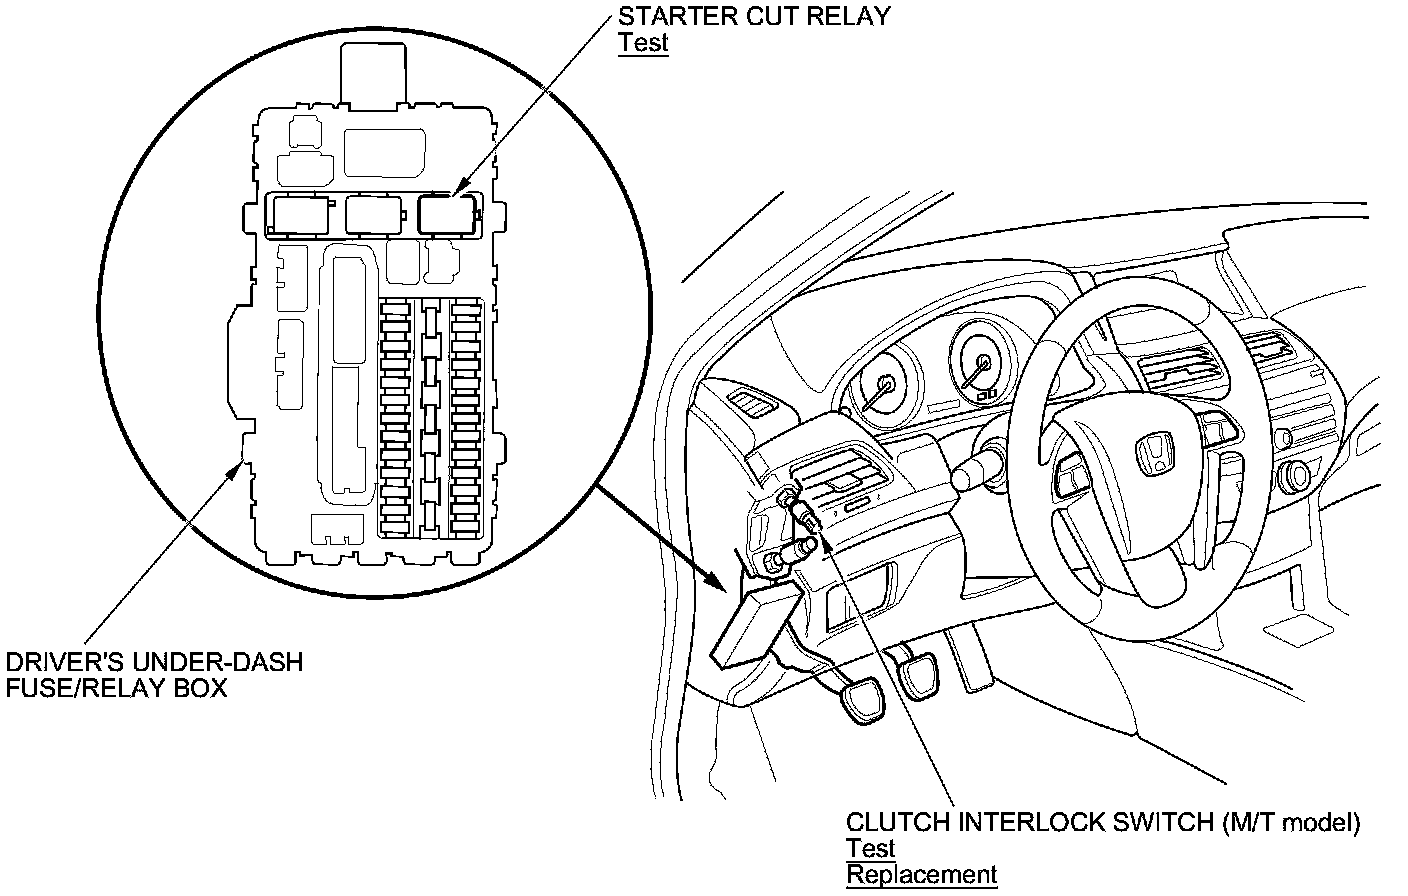 STARTER CUT RELAY
Test
DRIVER'S UNDER-DASH
FUSE/RELAY BOX
CLUTCH INTERLOCK SWITCH (M/T model)
Test
Replacement